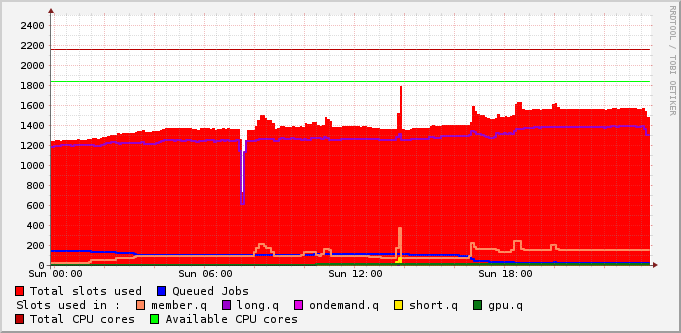 2400
2200
2000
1800
1600
1400
1200
1000
800
600
400
200
0
Sun 00:00 Sun 06:00 Sun 12:00 Sun 18:00
Total slots used Queued Jobs
Slots used in : member.q long.q ondemand.q short.q gpu.q
Total CPU cores Available CPU cores
RRDTOOL / TOBI OETIKER